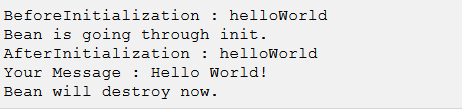 BeforeInitialization : helloWorld
Bean is going through init.
AfterInitialization : helloWorld
Your Message : Hello World!
Bean will destroy now.